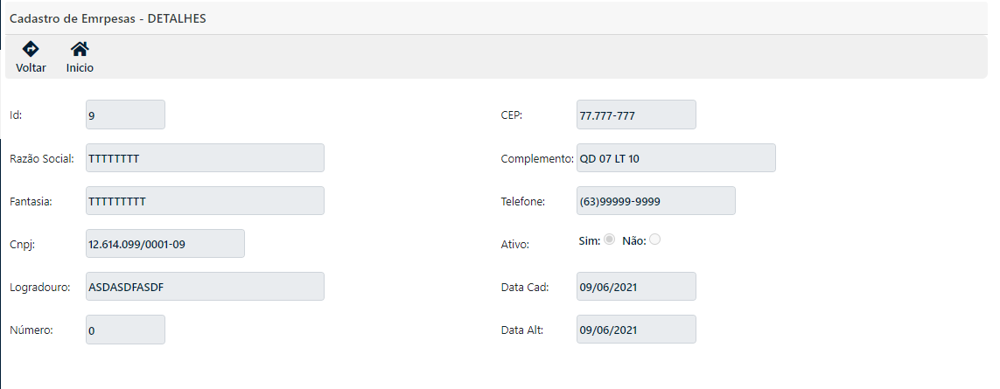 Cadastro de Emrpesas - DETALHES
Voltar Inicio
Id: 9 CEP: 77.777-777
Razão Social: TTTTTTTT Complemento: QD 07 LT 10
Fantasia: TTTTTTTTT Telefone: (63)99999-9999
Cnpj: 12.614.099/0001-09 Ativo: Sim: Não:
Logradouro: ASDASDFASDF Data Cad: 09/06/2021
Número: 0 Data Alt: 09/06/2021